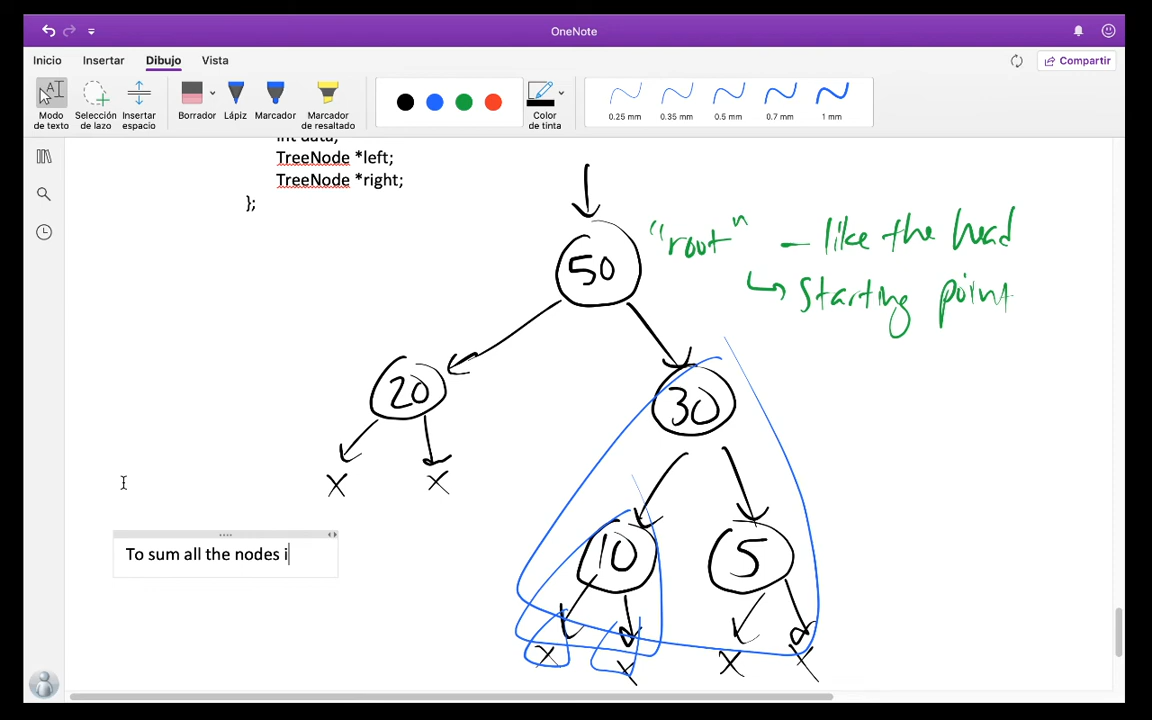 OneNote
Inicio Insertar Dibujo Vista
Compartir
Modo de texto
Selección de lazo
Insertar espacio
Borrador
Lápiz
Marcador
Marcador de resaltado
Color de tinta
0.25 mm
0.35 mm
0.5 mm
0.7 mm
1 mm
int data;
TreeNode *left;
TreeNode *right;
};
"root" - like the head
↳ Starting point
50
20
30
X X
10
5
X X X X
To sum all the nodes i